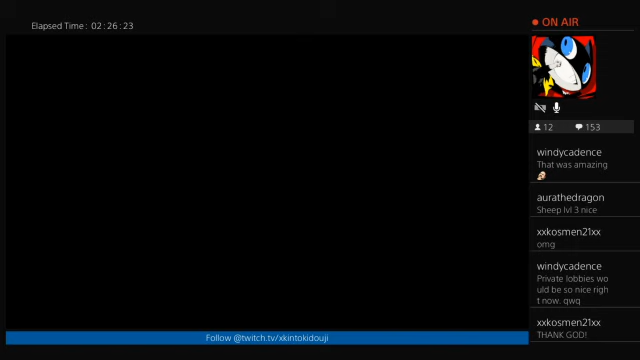 Elapsed Time : 02:26:23
ON AIR
12 153
windycadence
That was amazing
aurathedragon
Sheep lvl 3 nice
xxkosmen21xx
omg
windycadence
Private lobbies wo
uld be so nice righ
t now. qwq
xxkosmen21xx
THANK GOD!
Follow @twitch.tv/xkintokidouji